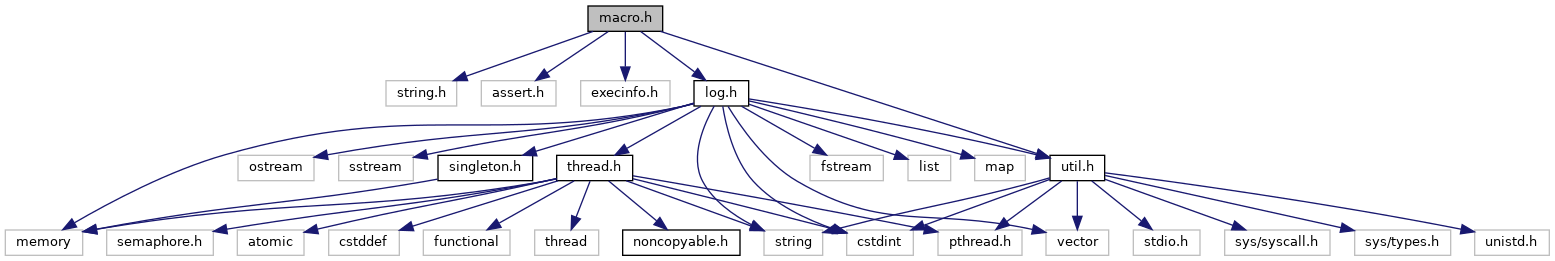 macro.h
string.h
assert.h
execinfo.h
log.h
ostream
sstream
singleton.h
thread.h
fstream
list
map
util.h
memory
semaphore.h
atomic
cstddef
functional
thread
noncopyable.h
string
cstdint
pthread.h
vector
stdio.h
sys/syscall.h
sys/types.h
unistd.h